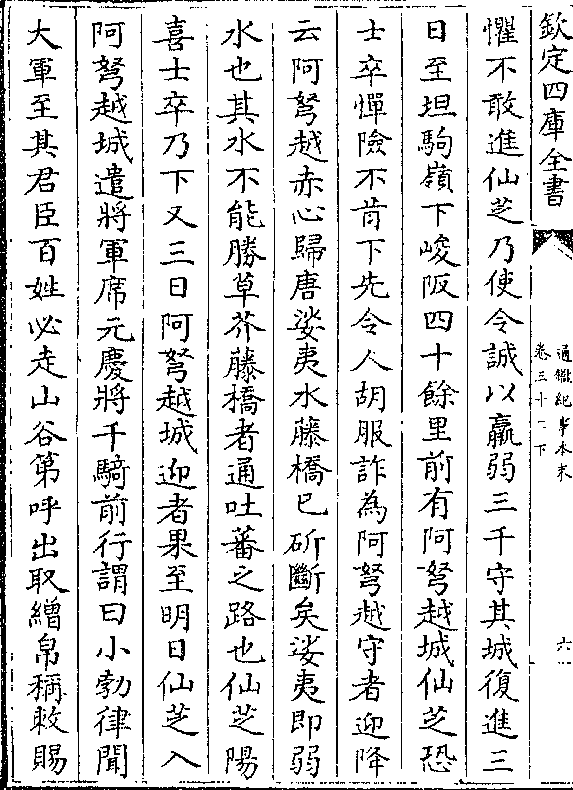 欽定四庫全書
通鑑紀事本末
卷三十二下
六
懼不敢進仙芝乃使令誠以羸弱三千守其城復進三
日至坦駒嶺下峻阪四十餘里前有阿弩越城仙芝恐
士卒憚險不肯下先令人胡服詐為阿弩越守者迎降
云阿弩越赤心歸唐娑夷水藤橋已斫斷矣娑夷即弱
水也其水不能勝草芥藤橋者通吐蕃之路也仙芝陽
喜士卒乃下又三日阿弩越城迎者果至明日仙芝入
阿弩越城遣將軍席元慶將千騎前行謂曰小勃律聞
大軍至其君臣百姓必走山谷第呼出取繒帛稱敕賜